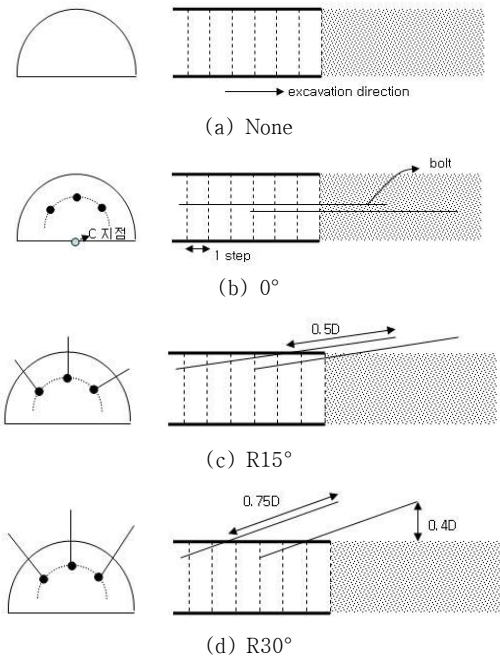 excavation direction
(a) None
bolt
C 지점
1 step
(b) 0°
0.5D
(c) R15°
0.75D
0.4D
(d) R30°